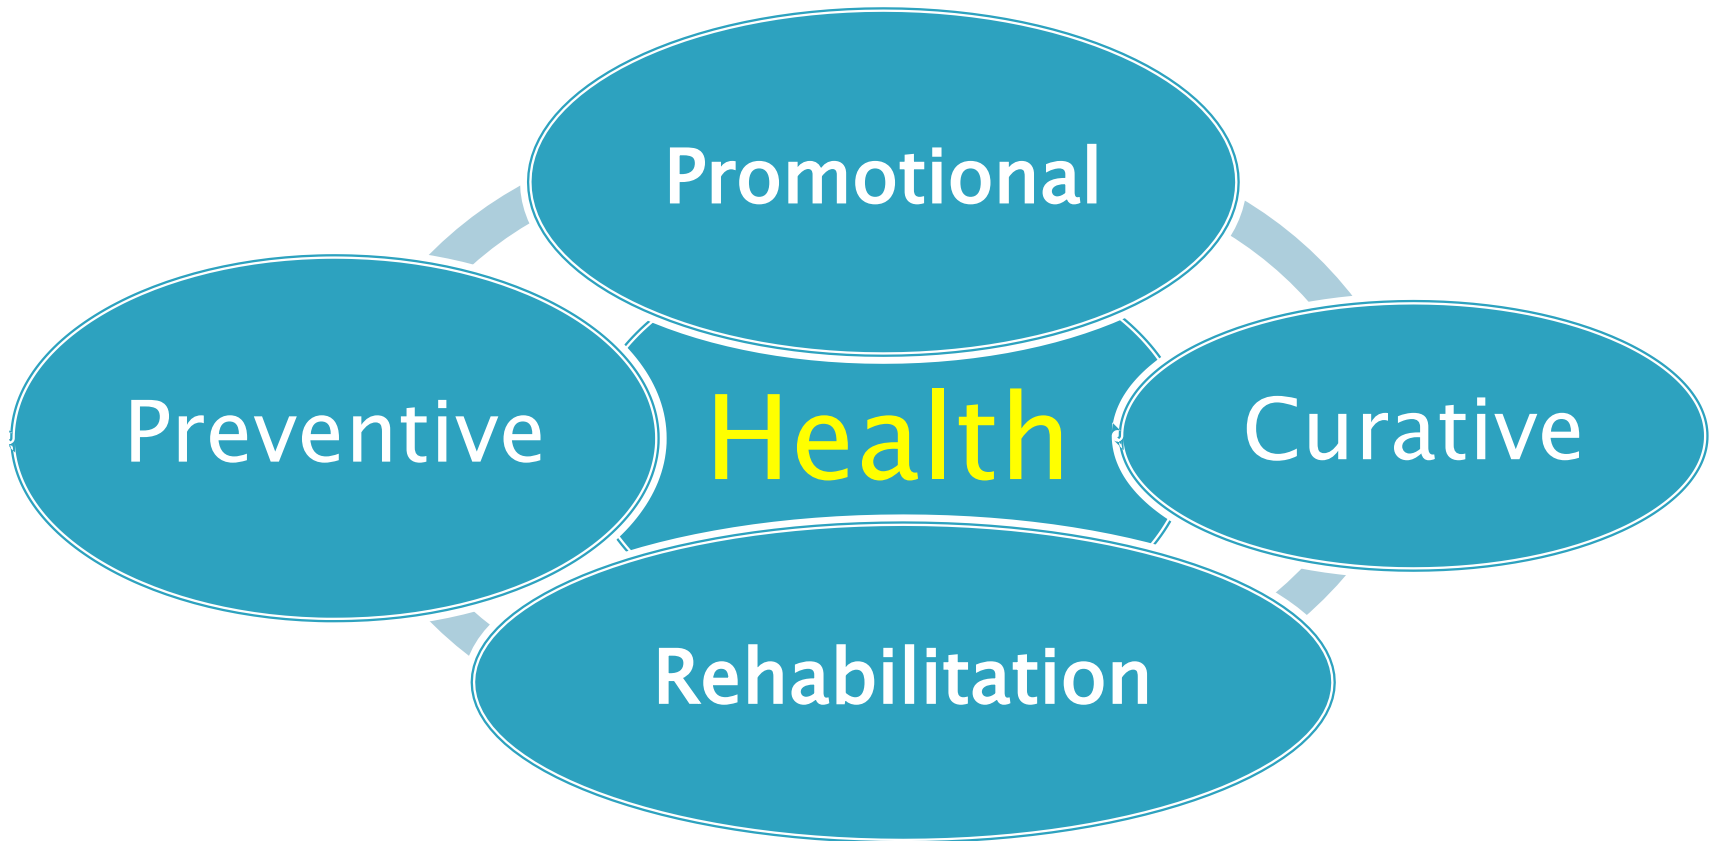 Promotional
Preventive
Health
Curative
Rehabilitation